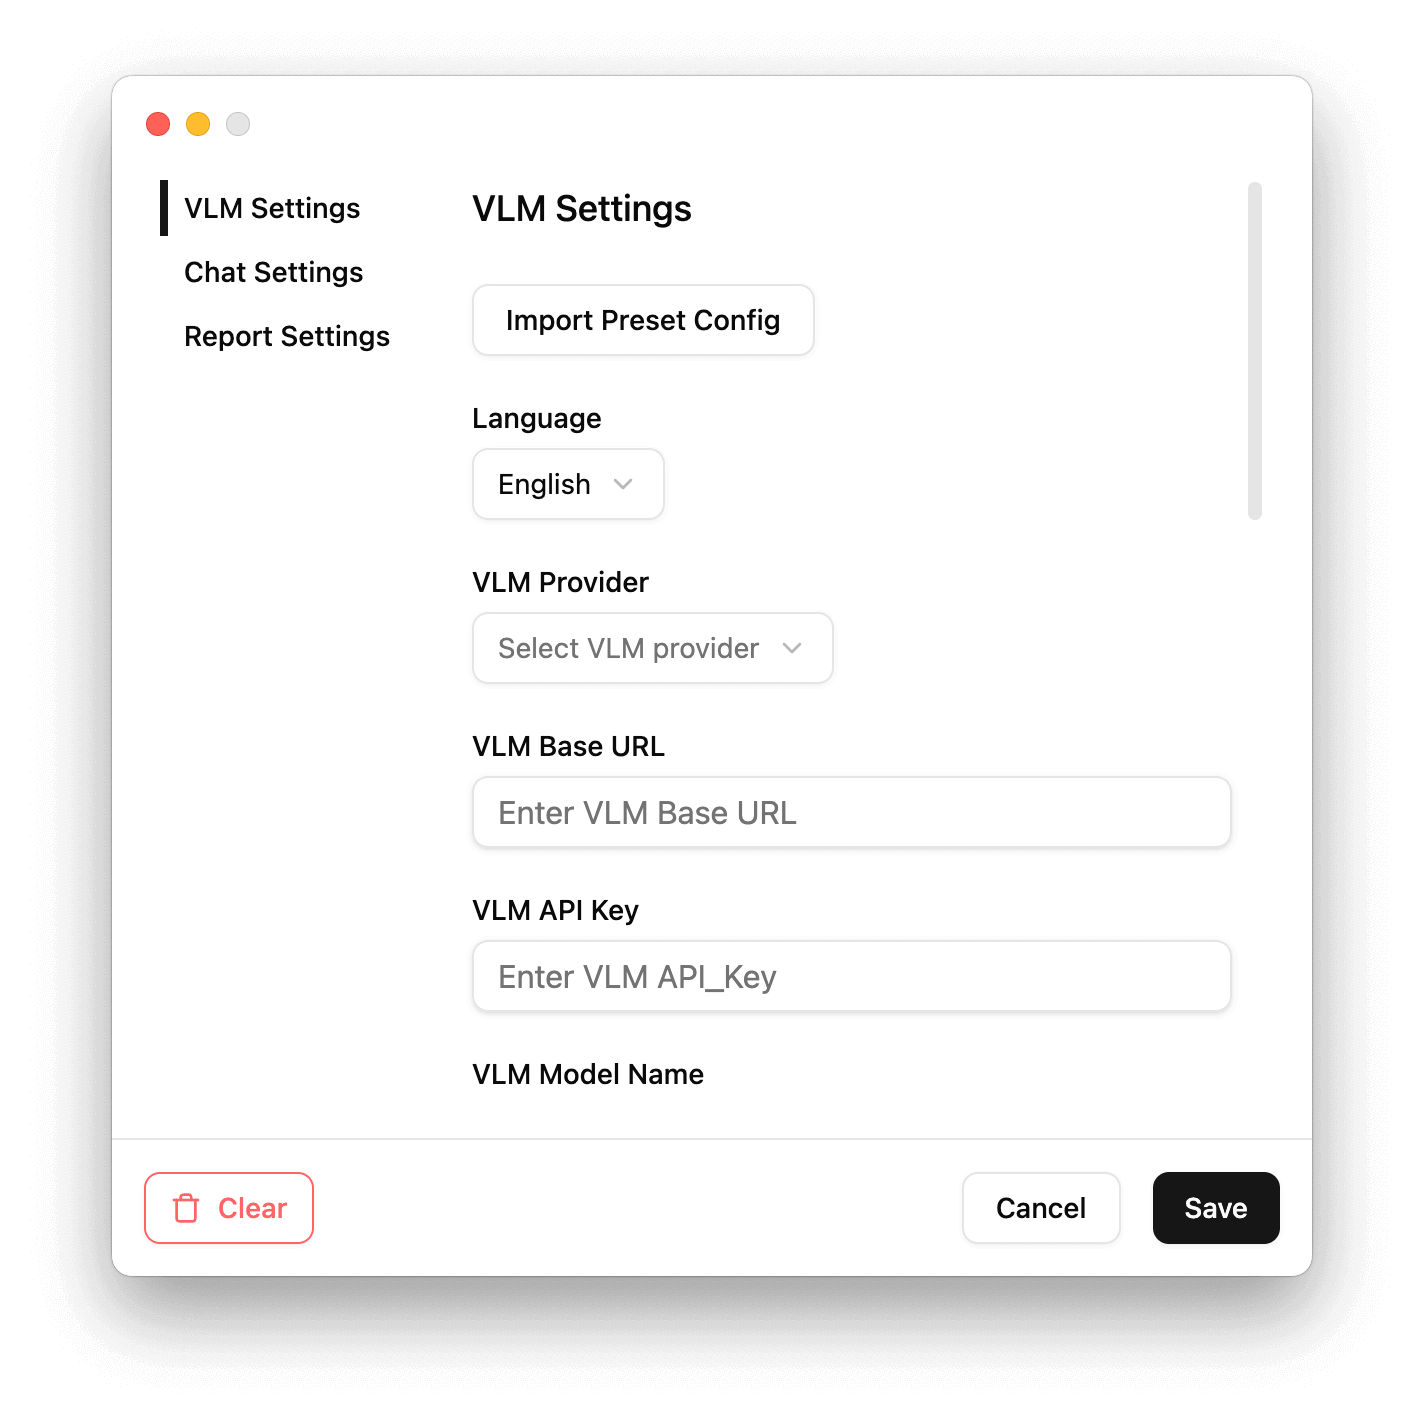 VLM Settings
Chat Settings
Report Settings
VLM Settings
Import Preset Config
Language
English
VLM Provider
Select VLM provider
VLM Base URL
Enter VLM Base URL
VLM API Key
Enter VLM API_Key
VLM Model Name
Clear
Cancel
Save